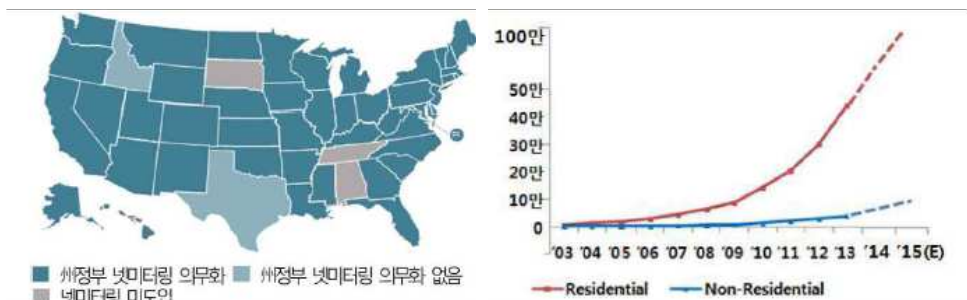 州정부 넷미터링 의무화
州정부 넷미터링 의무화 없음
넷미터링 미도입
100만
50만
40만
30만
20만
10만
0
'03 '04 '05 '06 '07 '08 '09 '10 '11 '12 '13 '14 '15(E)
Residential Non-Residential